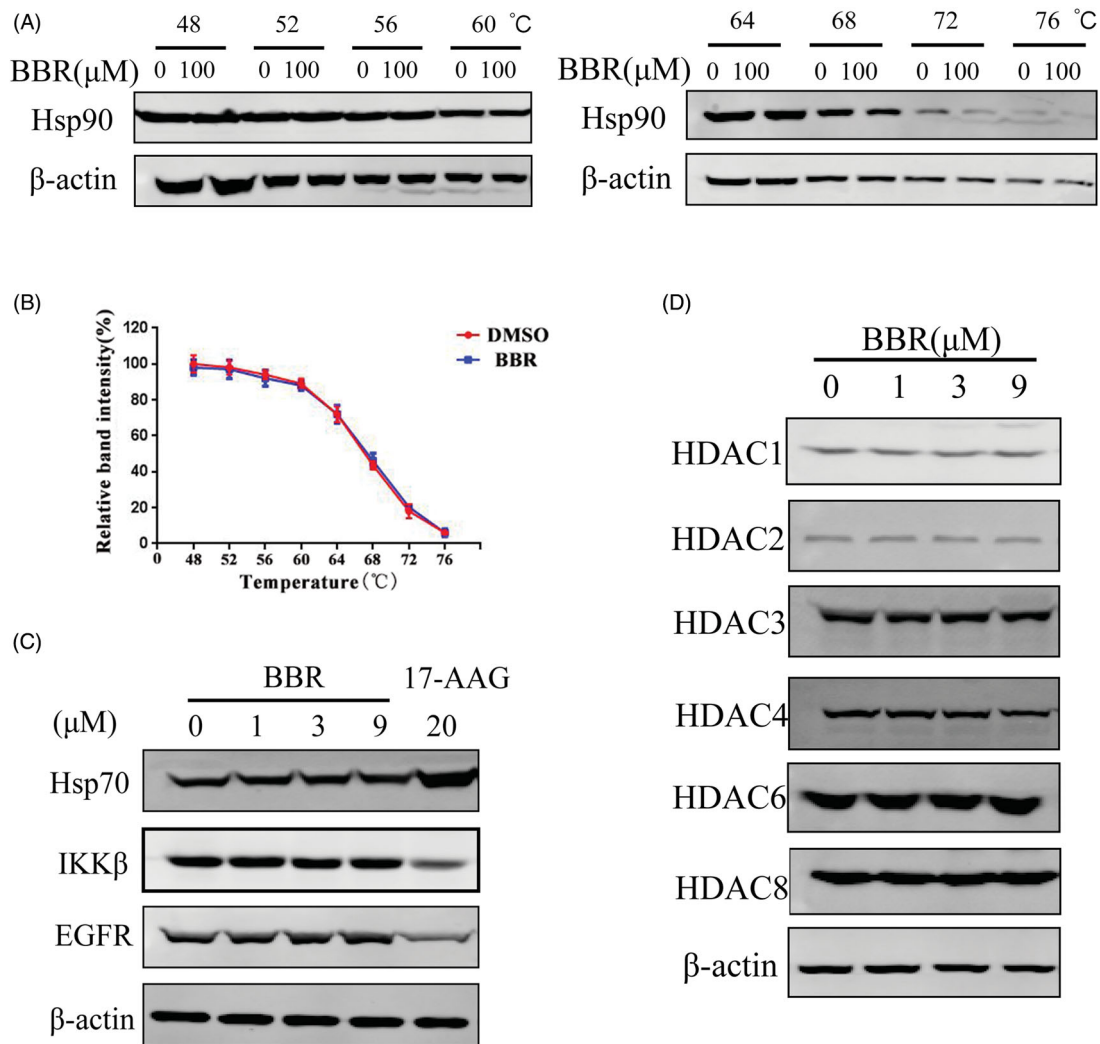 (A)
48 52 56 60 °C
BBR(μM) 0 100 0 100 0 100 0 100
Hsp90
β-actin
64 68 72 76 °C
BBR(μM) 0 100 0 100 0 100 0 100
Hsp90
β-actin
(B)
Relative band intensity(%)
120
100
80
60
40
20
0
0 48 52 56 60 64 68 72 76
Temperature(℃)
DMSO
BBR
(C)
BBR 17-AAG
(μM) 0 1 3 9 20
Hsp70
IKKβ
EGFR
β-actin
(D)
BBR(μM)
0 1 3 9
HDAC1
HDAC2
HDAC3
HDAC4
HDAC6
HDAC8
β-actin